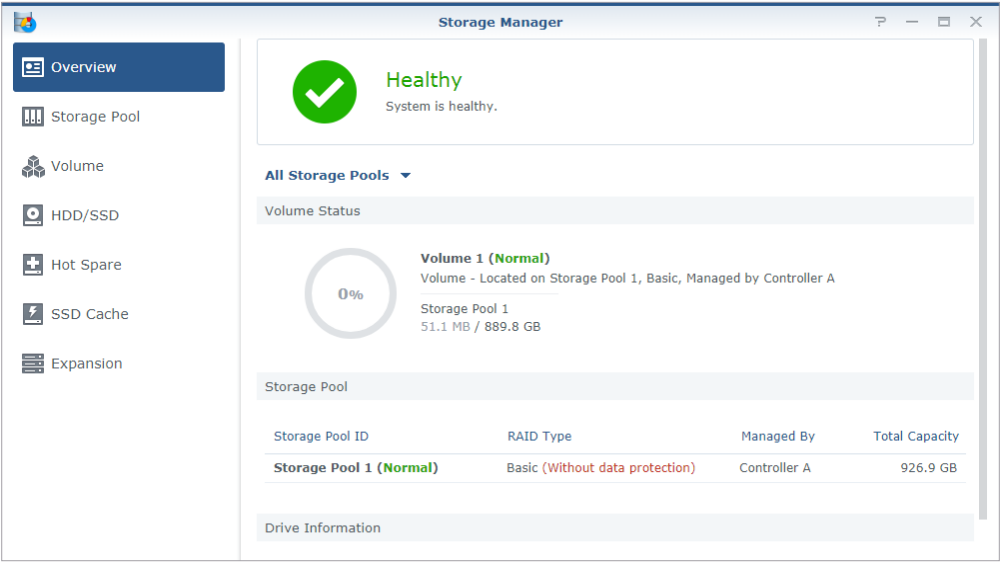 Storage Manager
Overview
Storage Pool
Volume
HDD/SSD
Hot Spare
SSD Cache
Expansion
Healthy
System is healthy.
All Storage Pools
Volume Status
0%
Volume 1 (Normal)
Volume - Located on Storage Pool 1, Basic, Managed by Controller A
Storage Pool 1
51.1 MB / 889.8 GB
Storage Pool
Storage Pool ID RAID Type Managed By Total Capacity
Storage Pool 1 (Normal) Basic (Without data protection) Controller A 926.9 GB
Drive Information